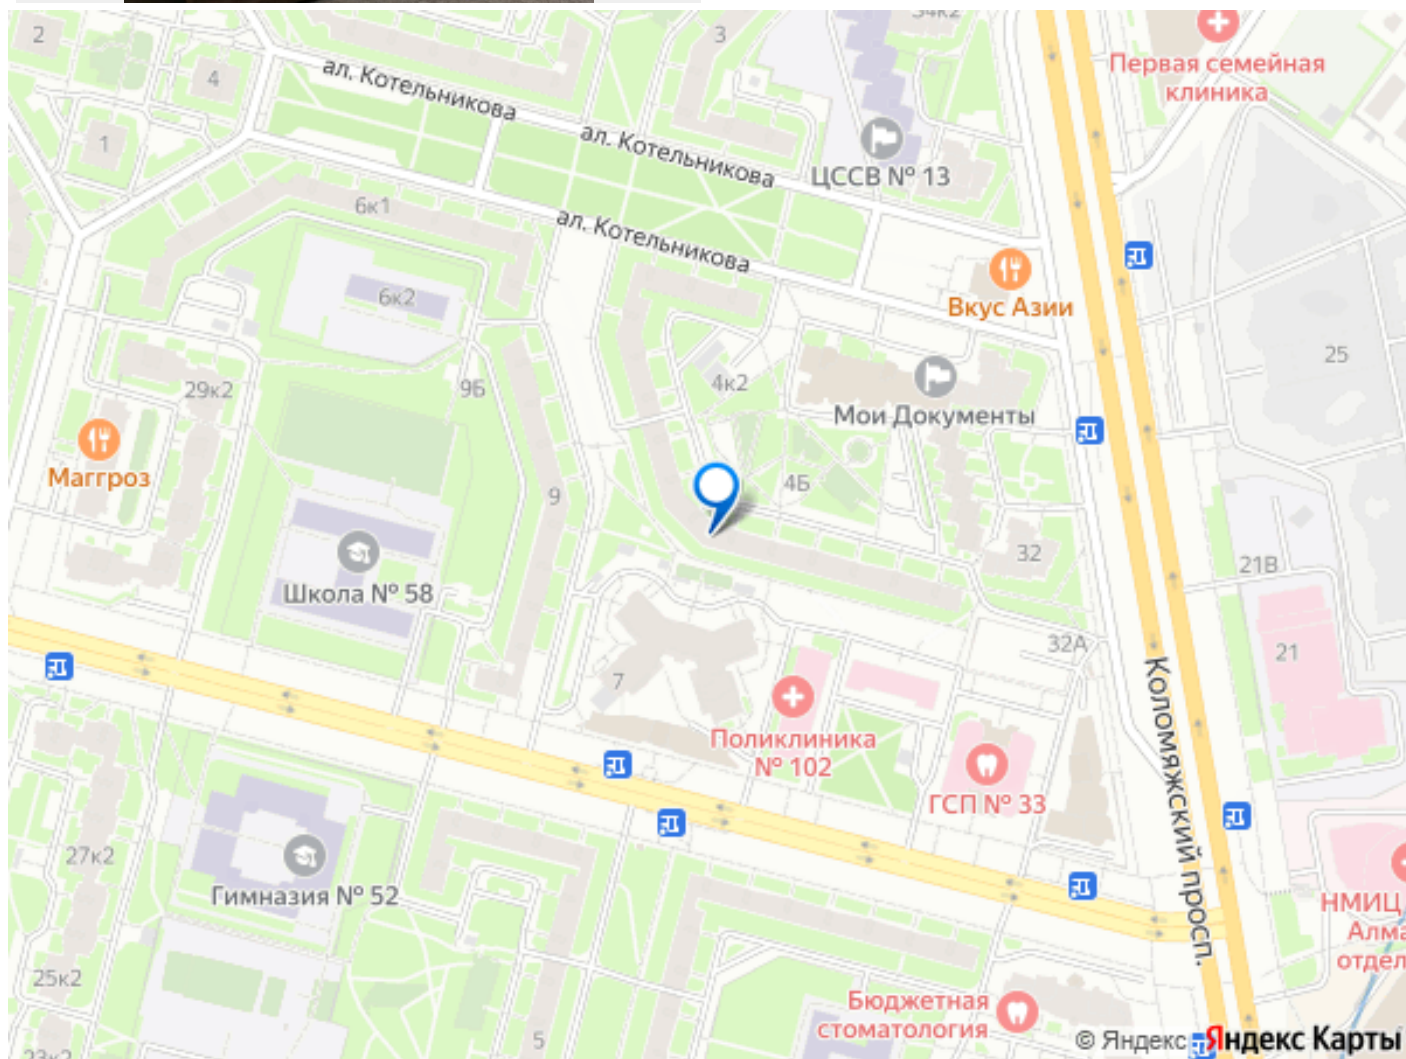 34к2
2
3
Первая семейная
клиника
4
ал. Котельникова
ал. Котельникова
1
ЦССВ № 13
6к1
ал. Котельникова
6к2
Вкус Азии
25
29к2
9Б
4к2
Мои Документы
Маггроз
9
4Б
32
Школа № 58
21В
32А
21
7
Коломяжский просп.
Поликлиника
№ 102
ГСП № 33
27к2
Гимназия № 52
НМИЦ
Алма
отдел
25к2
Бюджетная
стоматология
5
23к2
© Яндекс Яндекс Карты